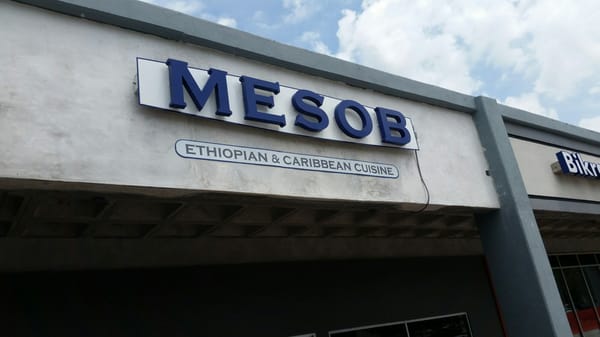 MESOB
ETHIOPIAN & CARIBBEAN CUISINE